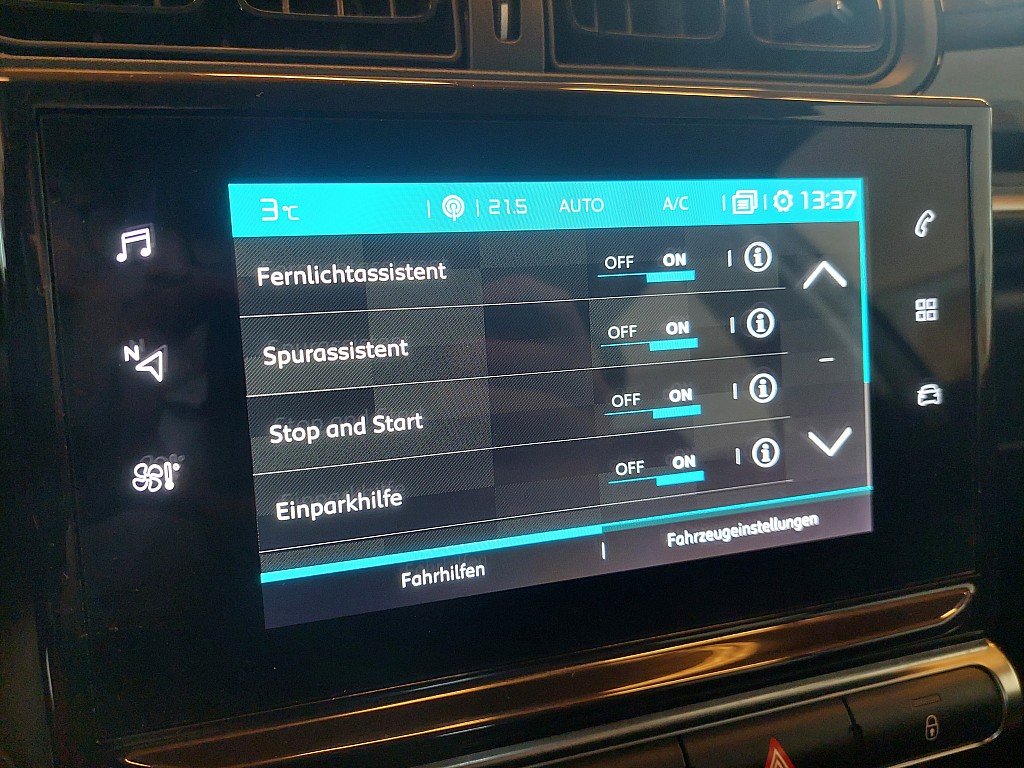 3°C 21.5 AUTO A/C 13:37
Fernlichtassistent OFF ON
Spurassistent OFF ON
N
Stop and Start OFF ON
Einparkhilfe OFF ON
Fahrhilfen Fahrzeugeinstellungen